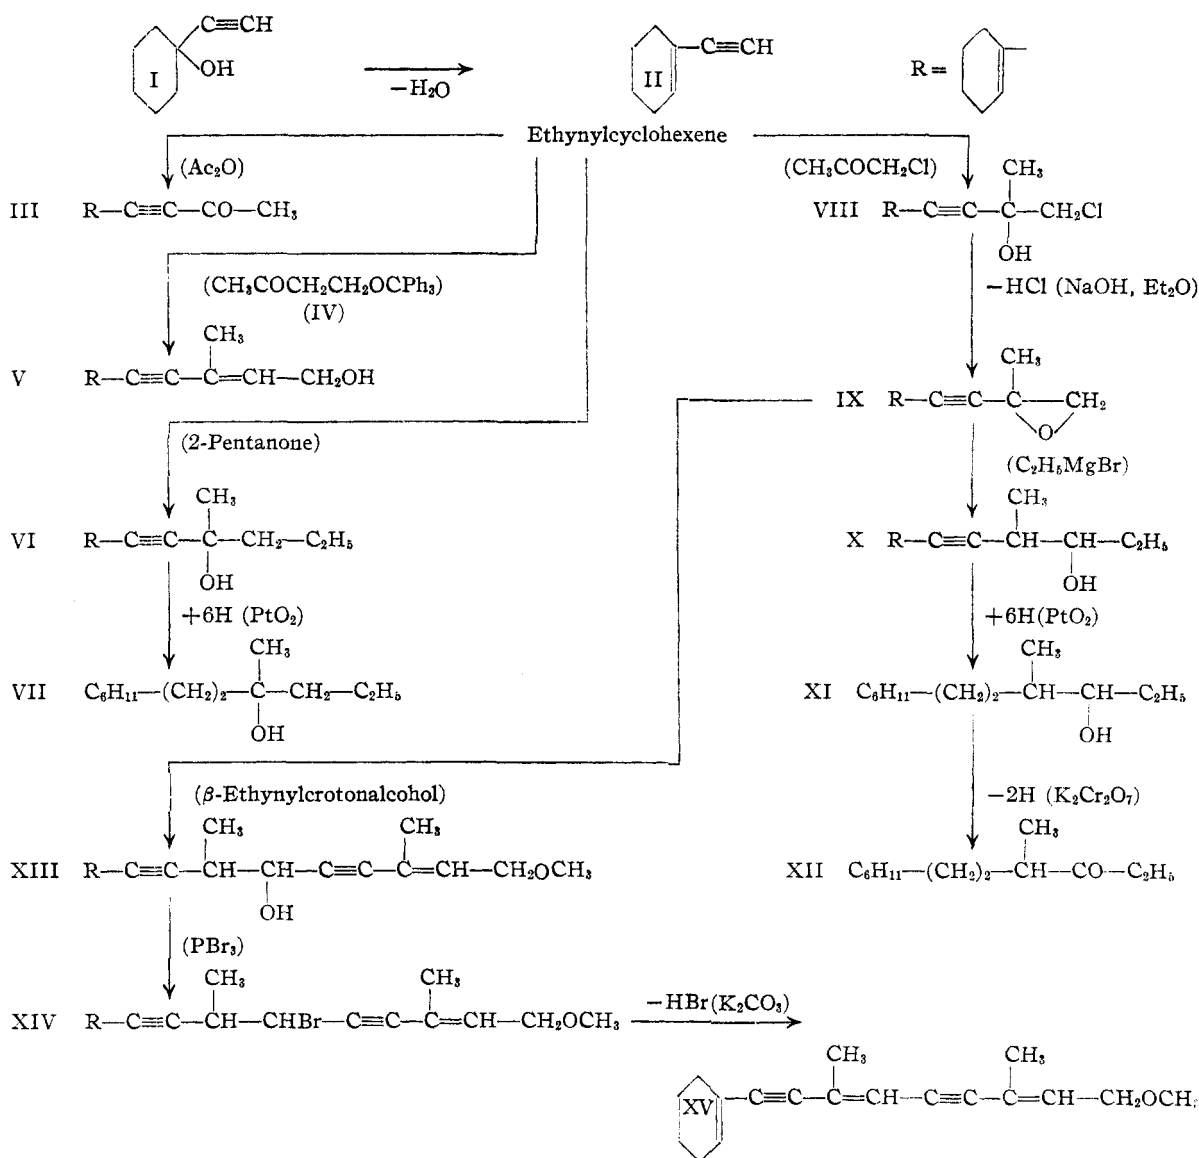 C≡CH
I
OH
−H₂O
II
C≡CH
R=
Ethynylcyclohexene
(Ac₂O)
III R—C≡C—CO—CH₃
(CH₃COCH₂CH₂OCPh₃)
(IV)
CH₃
V R—C≡C—C=CH—CH₂OH
(2-Pentanone)
CH₃
VI R—C≡C—C—CH₂—C₂H₅
OH
+6H (PtO₂)
CH₃
VII C₆H₁₁—(CH₂)₂—C—CH₂—C₂H₅
OH
(CH₃COCH₂Cl)
CH₃
VIII R—C≡C—C—CH₂Cl
OH
−HCl (NaOH, Et₂O)
CH₃
IX R—C≡C—C—CH₂
O
(C₂H₅MgBr)
CH₃
X R—C≡C—CH—CH—C₂H₅
OH
+6H(PtO₂)
CH₃
XI C₆H₁₁—(CH₂)₂—CH—CH—C₂H₅
OH
−2H (K₂Cr₂O₇)
CH₃
XII C₆H₁₁—(CH₂)₂—CH—CO—C₂H₅
(β-Ethynylcrotonalcohol)
CH₃ CH₃
XIII R—C≡C—CH—CH—C≡C—C=CH—CH₂OCH₃
OH
(PBr₃)
CH₃ CH₃
XIV R—C≡C—CH—CHBr—C≡C—C=CH—CH₂OCH₃
−HBr(K₂CO₃)
CH₃ CH₃
XV —C≡C—C=CH—C≡C—C=CH—CH₂OCH₃